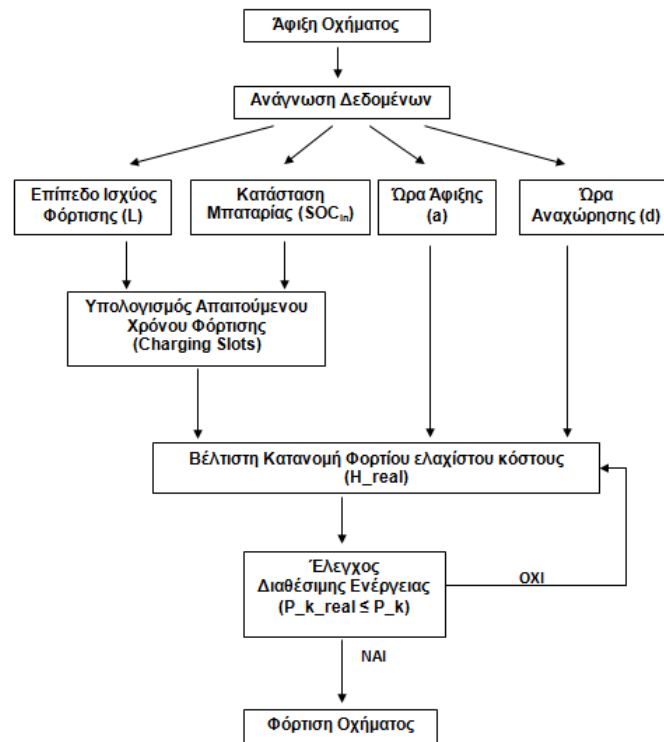 Άφιξη Οχήματος
Ανάγνωση Δεδομένων
Επίπεδο Ισχύος
Φόρτισης (L)
Κατάσταση
Μπαταρίας (SOCin)
Ώρα Άφιξης
(a)
Ώρα
Αναχώρησης (d)
Υπολογισμός Απαιτούμενου
Χρόνου Φόρτισης
(Charging Slots)
Βέλτιστη Κατανομή Φορτίου ελαχίστου κόστους
(H_real)
Έλεγχος
Διαθέσιμης Ενέργειας
(P_k_real ≤ P_k)
ΟΧΙ
ΝΑΙ
Φόρτιση Οχήματος